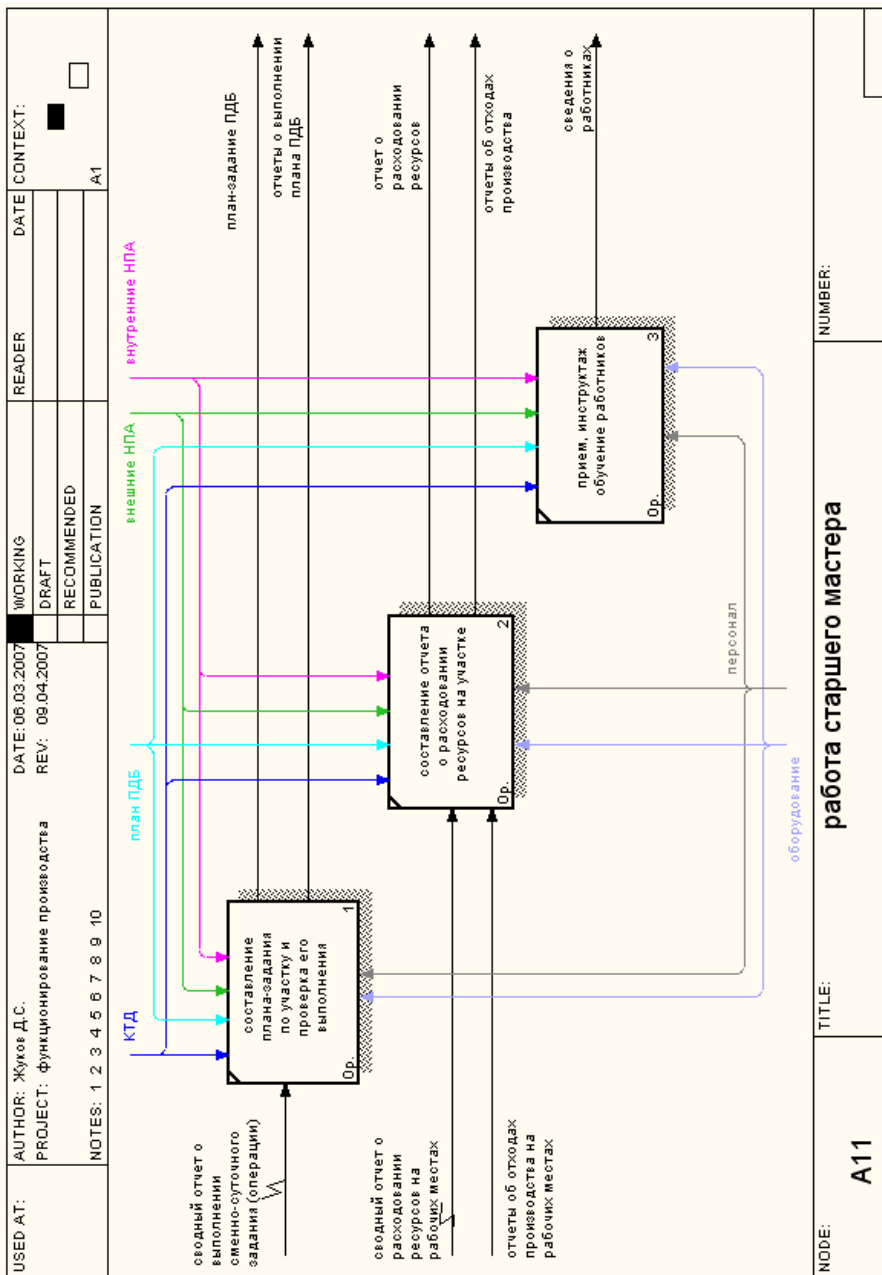 USED AT:
AUTHOR: Жуков Д.С.
PROJECT: функционирование производства
NOTES: 1 2 3 4 5 6 7 8 9 10
DATE: 06.03.2007
REV: 09.04.2007
WORKING
DRAFT
RECOMMENDED
PUBLICATION
READER
DATE
CONTEXT:
A1
КТД
план ПДБ
внешние НПА
внутренние НПА
сводный отчет о
выполнении
сменно-суточного
задания (операции)
составление
плана-задания
по участку и
проверка его
выполнения
0р.
1
план-задание ПДБ
отчеты о выполнении
плана ПДБ
сводный отчет о
расходовании
ресурсов на
рабочих местах
отчеты об отходах
производства на
рабочих местах
составление отчета
о расходовании
ресурсов на участке
0р.
2
отчет о
расходовании
ресурсов
отчеты об отходах
производства
прием, инструктаж
обучение работников
0р.
3
сведения о
работниках
персонал
оборудование
NODE:
A11
TITLE:
работа старшего мастера
NUMBER: